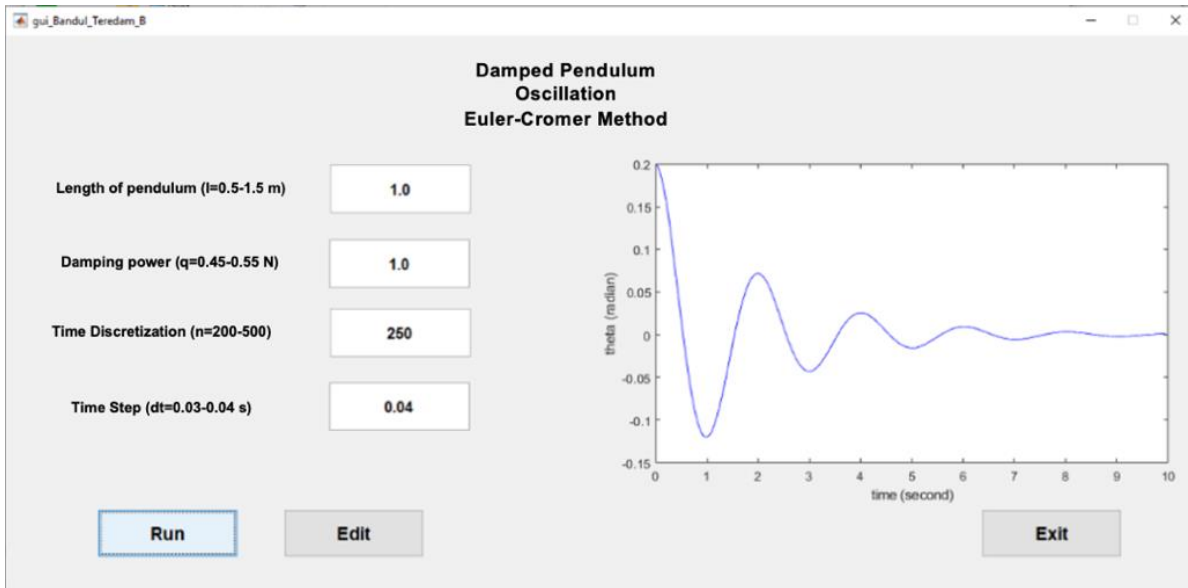 gui_Bandul_Teredam_B
Damped Pendulum
Oscillation
Euler-Cromer Method
Length of pendulum (l=0.5-1.5 m)
1.0
Damping power (q=0.45-0.55 N)
1.0
Time Discretization (n=200-500)
250
Time Step (dt=0.03-0.04 s)
0.04
Run
Edit
theta (radian)
0.2
0.15
0.1
0.05
0
-0.05
-0.1
-0.15
0 1 2 3 4 5 6 7 8 9 10
time (second)
Exit